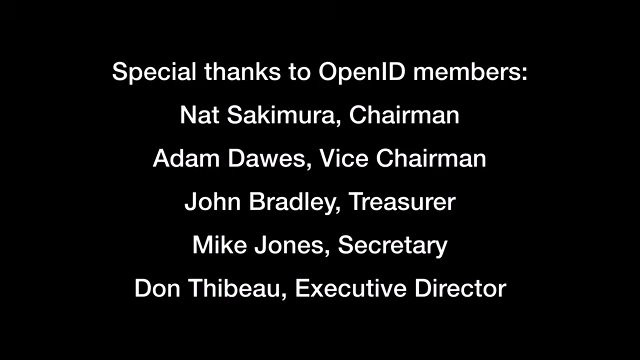 Special thanks to OpenID members:
Nat Sakimura, Chairman
Adam Dawes, Vice Chairman
John Bradley, Treasurer
Mike Jones, Secretary
Don Thibeau, Executive Director